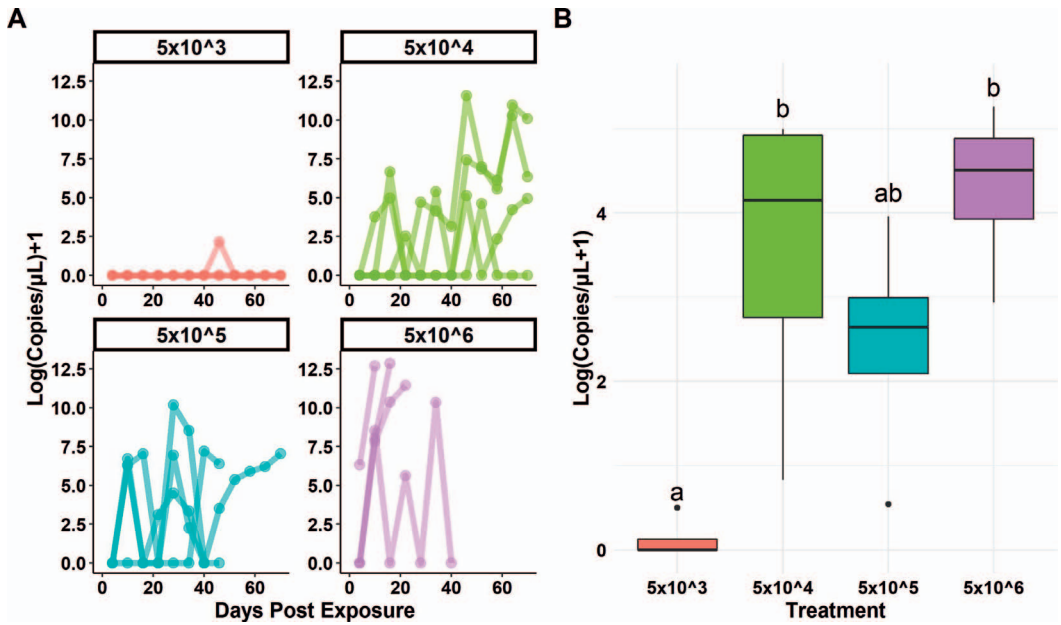 A
B
5x10^3
5x10^4
12.5
10.0
7.5
5.0
2.5
0.0
12.5
10.0
7.5
5.0
2.5
0.0
0 20 40 60
0 20 40 60
5x10^5
5x10^6
12.5
10.0
7.5
5.0
2.5
0.0
12.5
10.0
7.5
5.0
2.5
0.0
0 20 40 60
0 20 40 60
Log(Copies/µL)+1
Days Post Exposure
b
b
ab
a
4
2
0
Log(Copies/µL+1)
5x10^3 5x10^4 5x10^5 5x10^6
Treatment